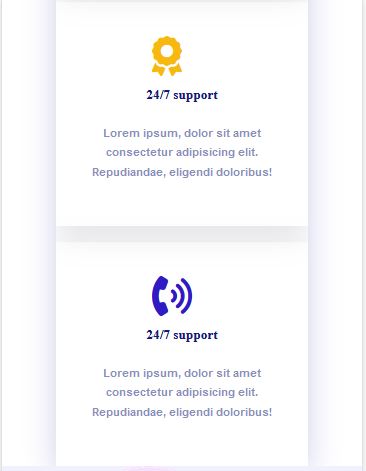 24/7 support
Lorem ipsum, dolor sit amet
consectetur adipisicing elit.
Repudiandae, eligendi doloribus!
24/7 support
Lorem ipsum, dolor sit amet
consectetur adipisicing elit.
Repudiandae, eligendi doloribus!